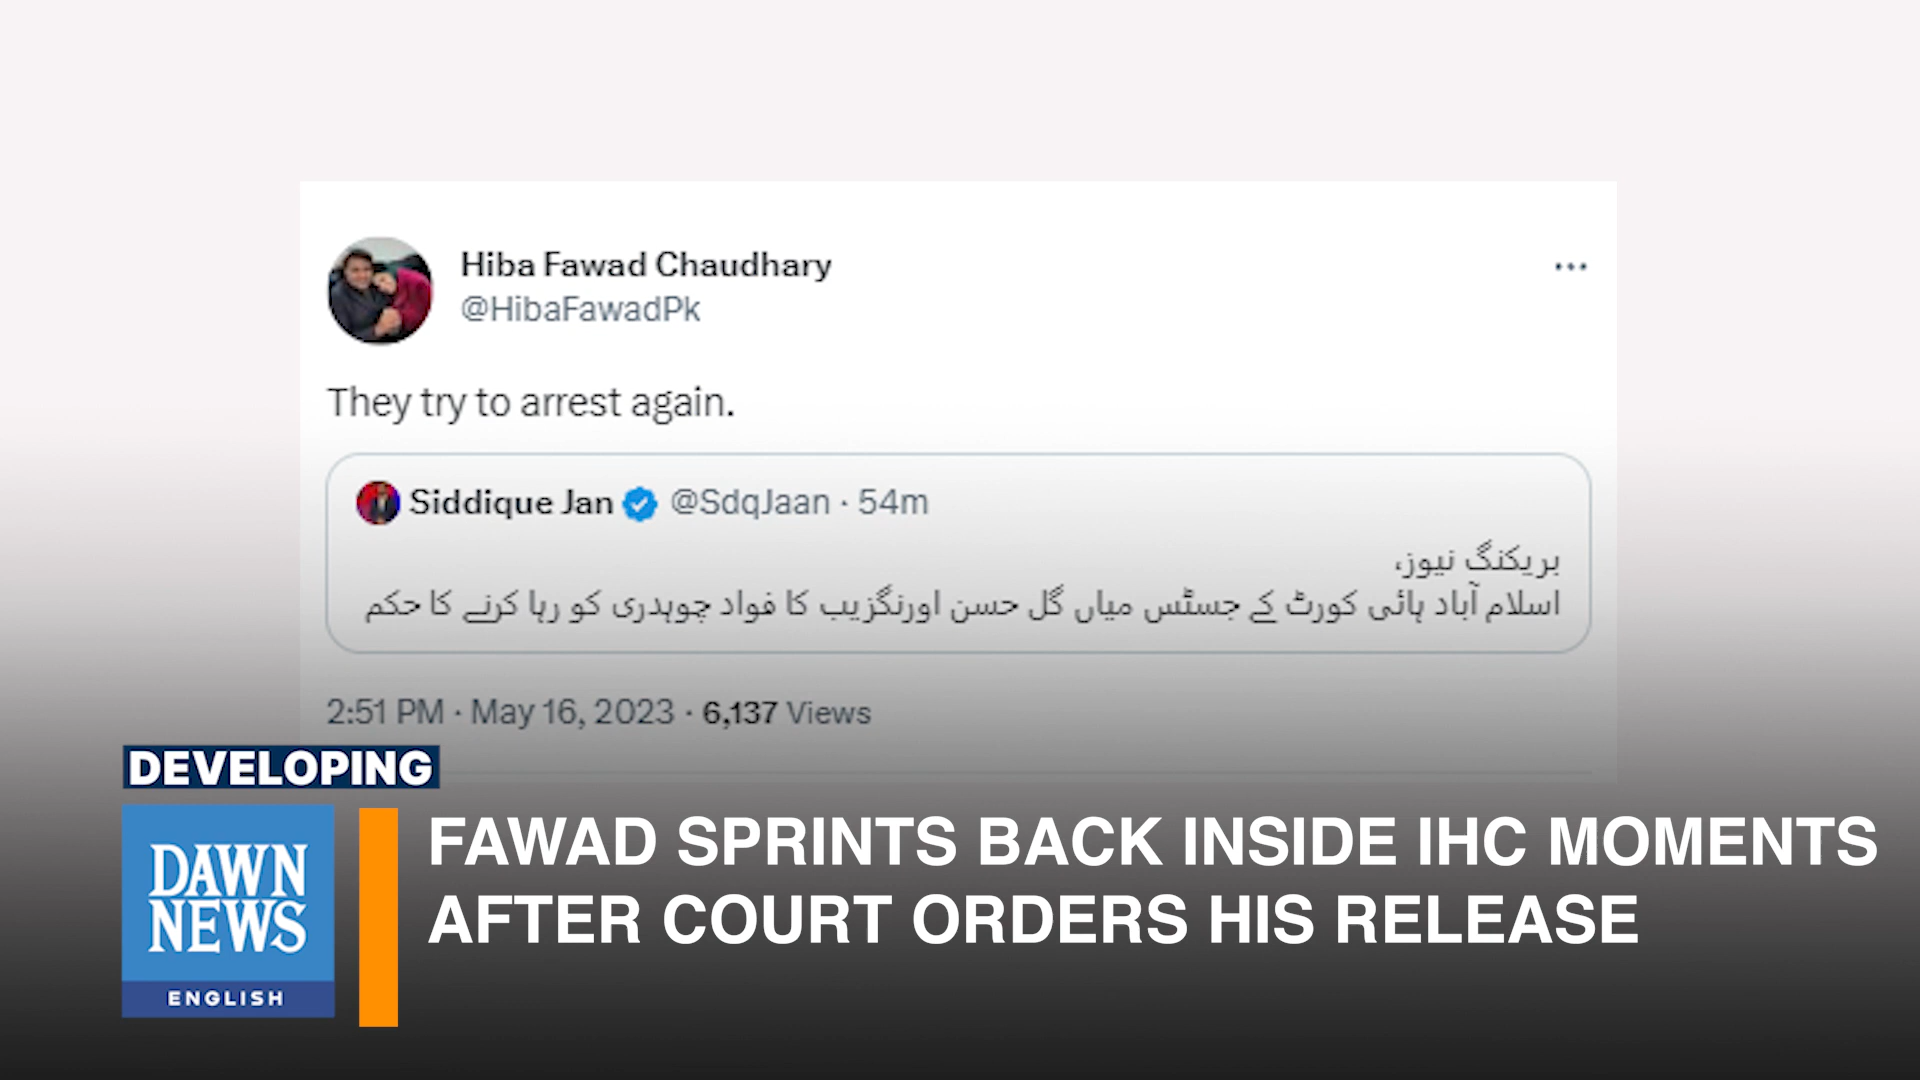 Hiba Fawad Chaudhary
@HibaFawadPk
They try to arrest again.
Siddique Jan @SdqJaan · 54m
بریکنگ نیوز،
اسلام آباد ہائی کورٹ کے جسٹس میاں گل حسن اورنگزیب کا فواد چوہدری کو رہا کرنے کا حکم
2:51 PM · May 16, 2023 · 6,137 Views
DEVELOPING
DAWN
NEWS
ENGLISH
FAWAD SPRINTS BACK INSIDE IHC MOMENTS
AFTER COURT ORDERS HIS RELEASE